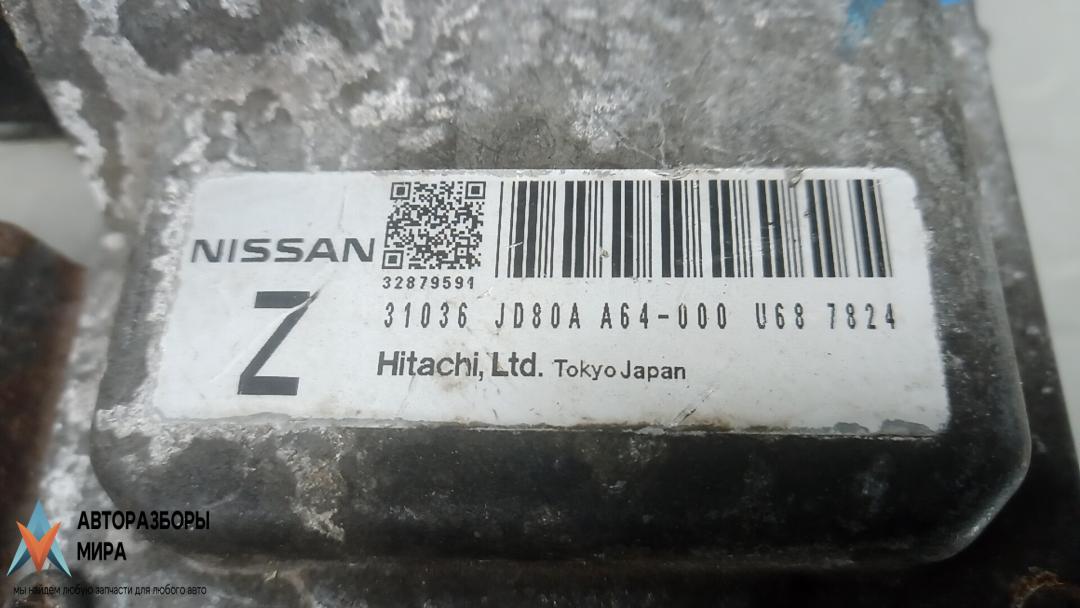 NISSAN
32879591
Z
31036 JD80A A64-000 U68 7824
Hitachi, Ltd. Tokyo Japan
АВТОРАЗБОРЫ
МИРА
мы найдем любую запчасти для любого авто